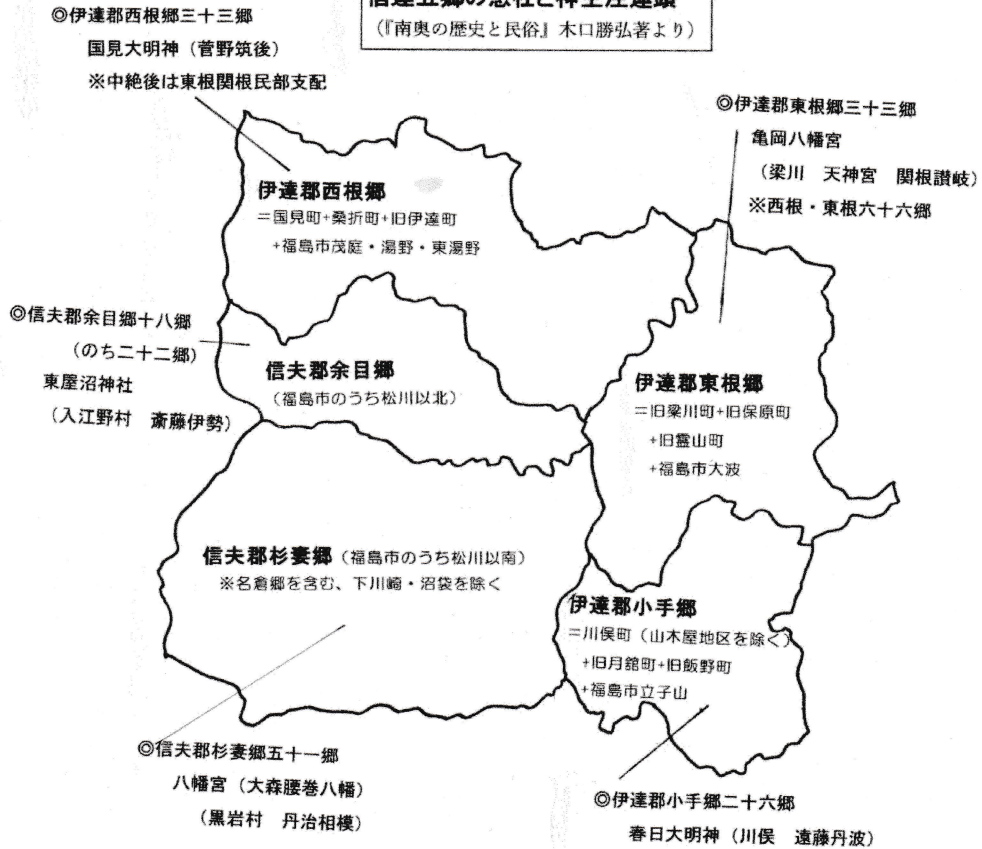 信達五郷の惣社と神主注連頭
（『南奥の歴史と民俗』木口勝弘著より）
◎伊達郡西根郷三十三郷
国見大明神（菅野筑後）
※中絶後は東根関根民部支配
◎伊達郡東根郷三十三郷
亀岡八幡宮
（梁川　天神宮　関根讃岐）
※西根・東根六十六郷
伊達郡西根郷
＝国見町+桑折町+旧伊達町
+福島市茂庭・湯野・東湯野
◎信夫郡余目郷十八郷
（のち二十二郷）
東屋沼神社
（入江野村　斎藤伊勢）
信夫郡余目郷
（福島市のうち松川以北）
伊達郡東根郷
＝旧梁川町+旧保原町
+旧霊山町
+福島市大波
信夫郡杉妻郷（福島市のうち松川以南）
※名倉郷を含む、下川崎・沼袋を除く
伊達郡小手郷
＝川俣町（山木屋地区を除く）
+旧月舘町+旧飯野町
+福島市立子山
◎信夫郡杉妻郷五十一郷
八幡宮（大森腰巻八幡）
（黒岩村　丹治相模）
◎伊達郡小手郷二十六郷
春日大明神（川俣　遠藤丹波）